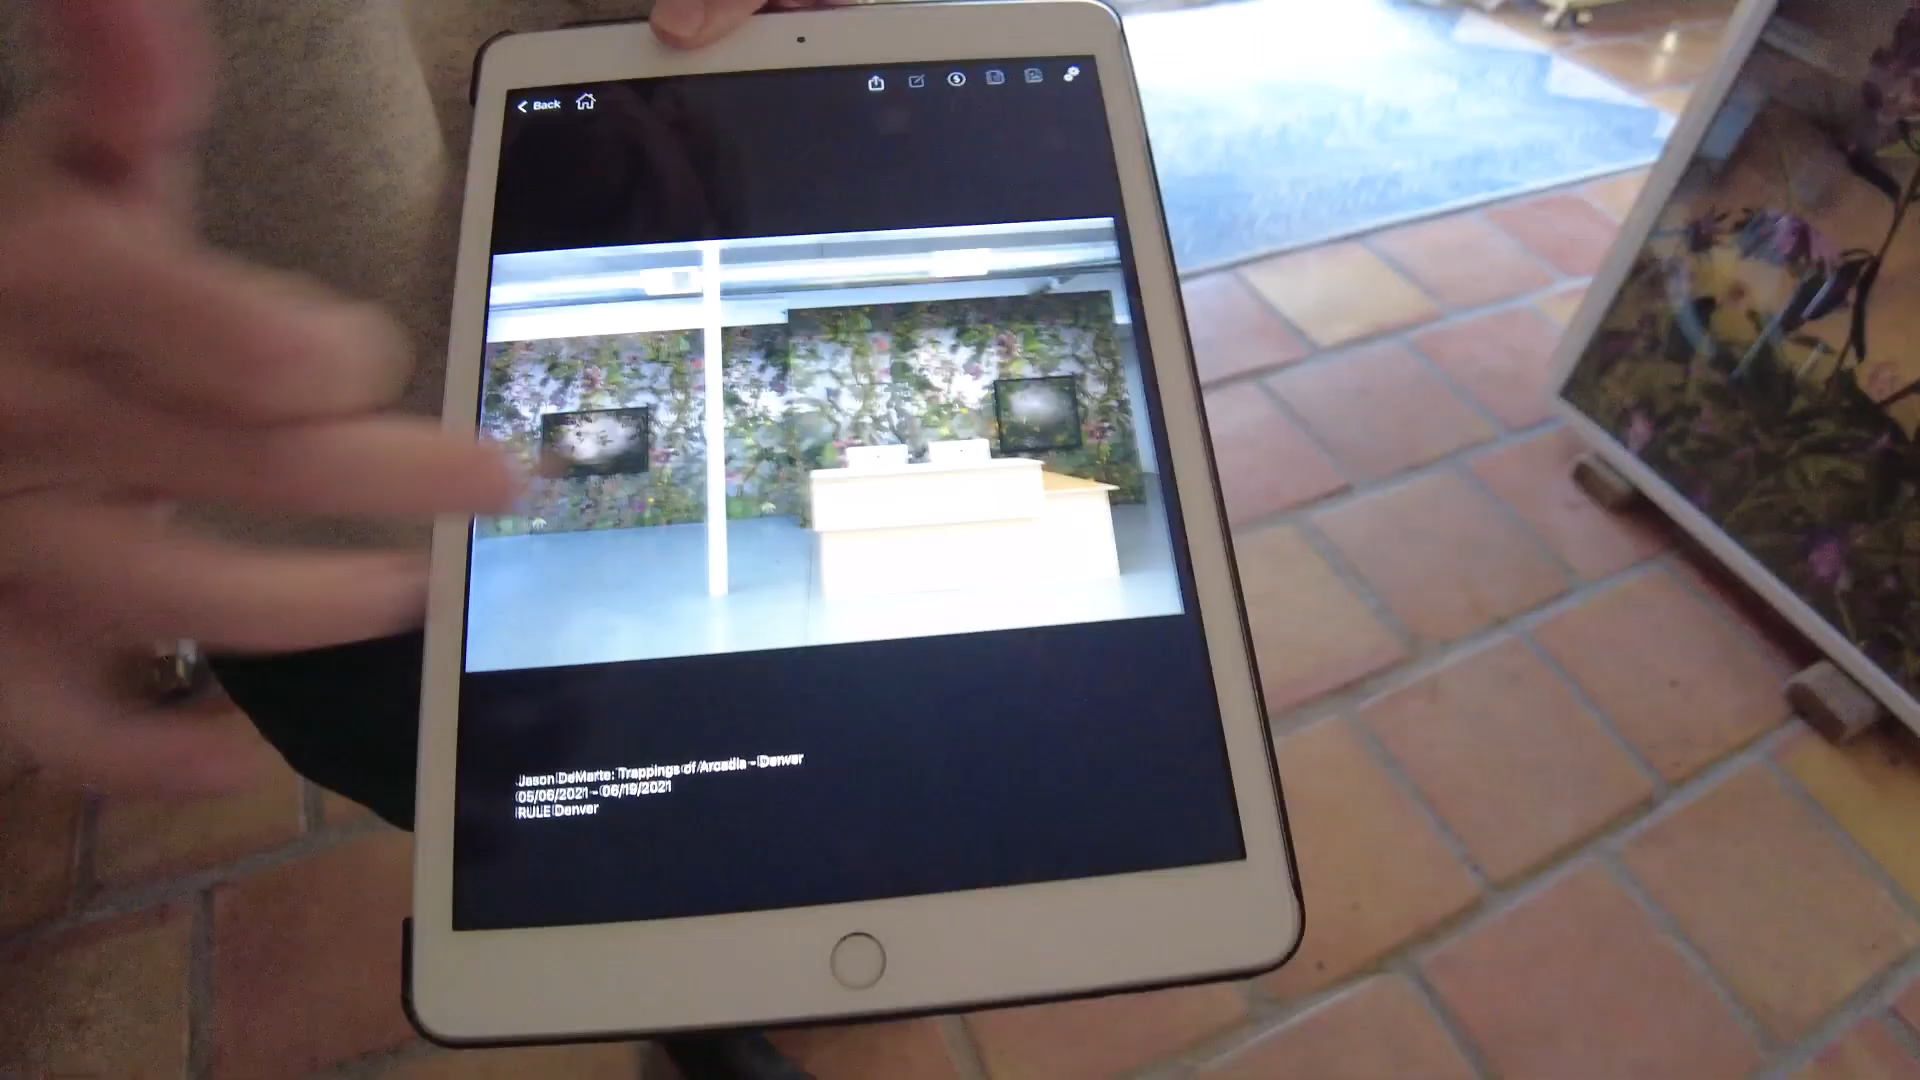 Back
Jason DeMarte: Trappings of Arcadia - Denver
05/06/2021 - 06/19/2021
RULE Denver